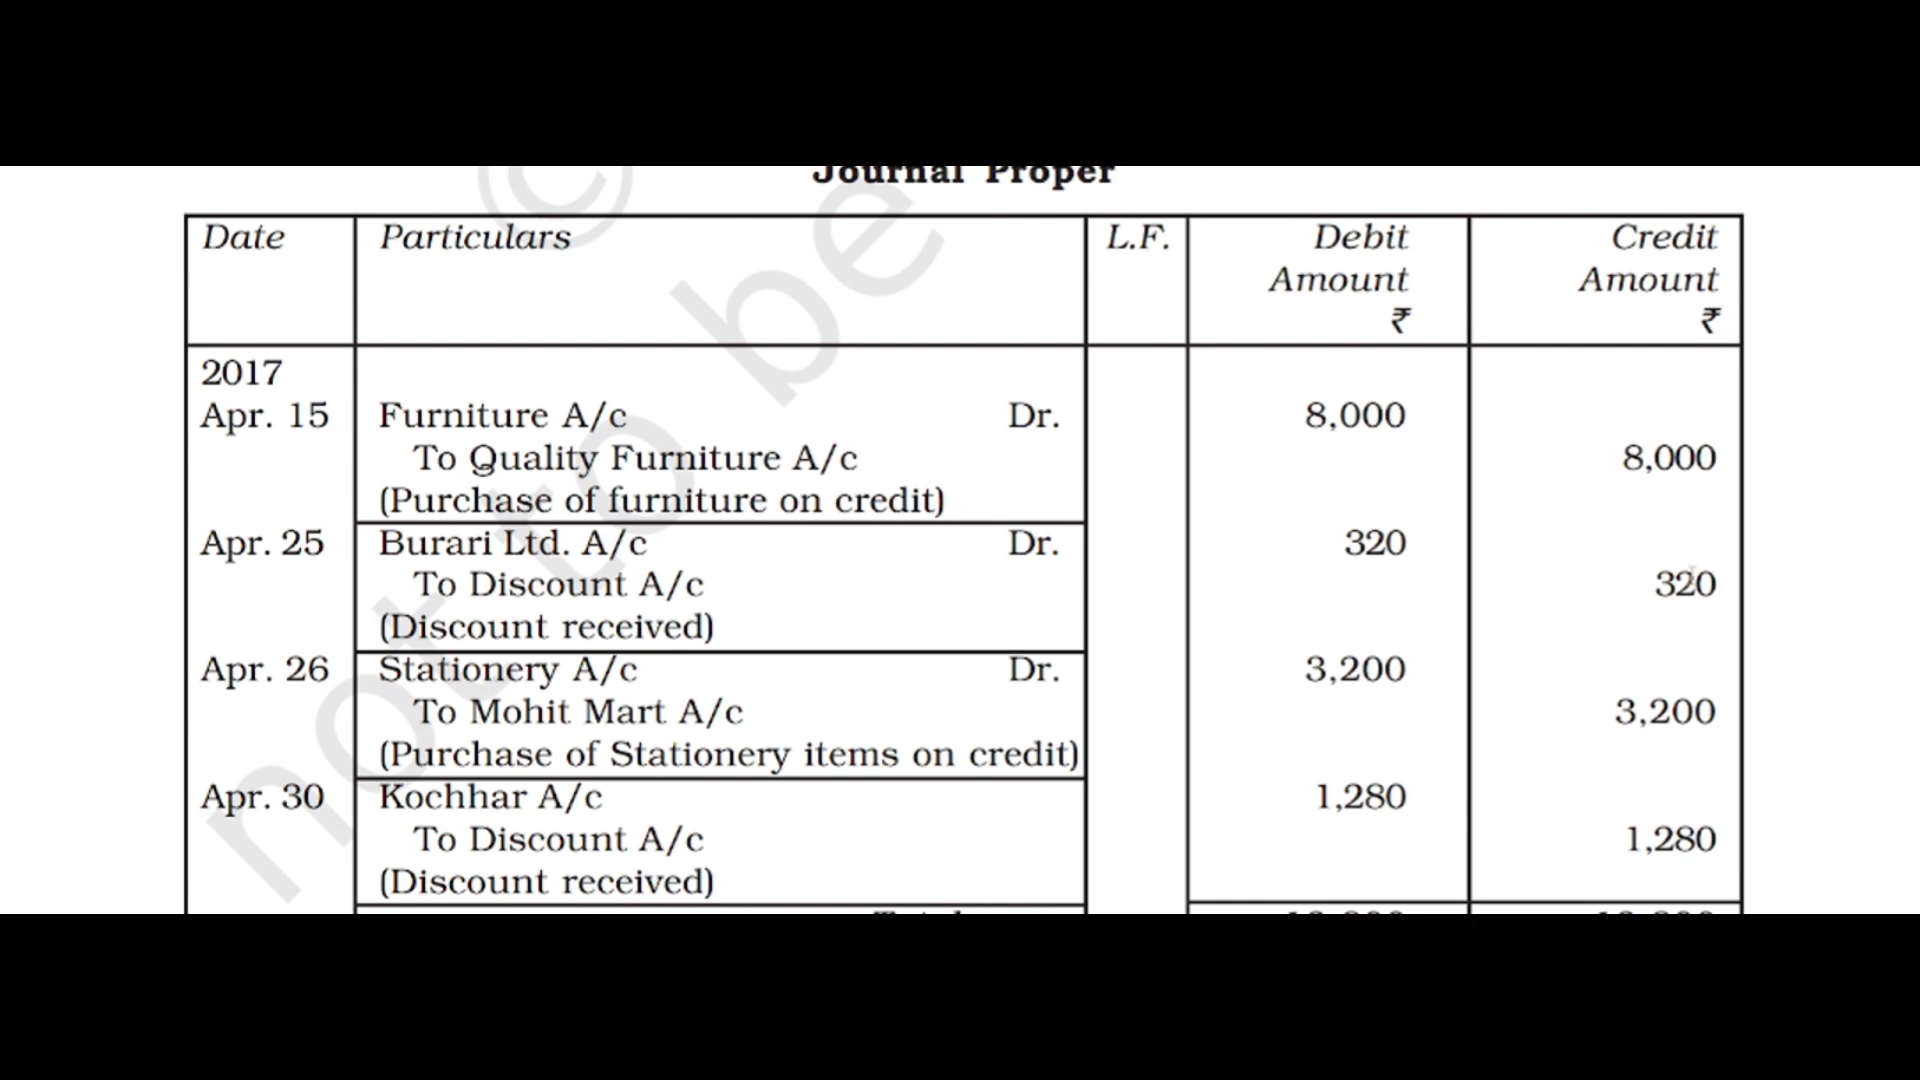 Journal Proper
Date Particulars L.F. Debit Credit
Amount Amount
₹ ₹
2017
Apr. 15 Furniture A/c Dr. 8,000
To Quality Furniture A/c 8,000
(Purchase of furniture on credit)
Apr. 25 Burari Ltd. A/c Dr. 320
To Discount A/c 320
(Discount received)
Apr. 26 Stationery A/c Dr. 3,200
To Mohit Mart A/c 3,200
(Purchase of Stationery items on credit)
Apr. 30 Kochhar A/c 1,280
To Discount A/c 1,280
(Discount received)
© not to be